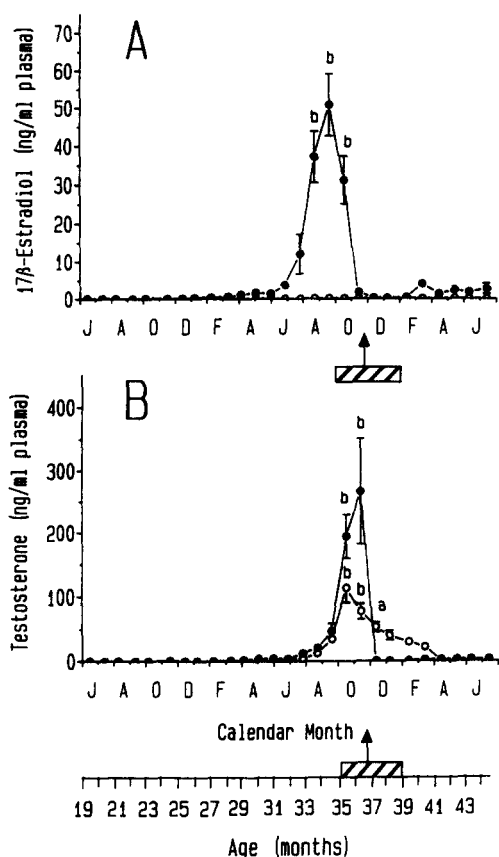 A
17β-Estradiol (ng/ml plasma)
70
60
50
40
30
20
10
0
b
b
b
J A O D F A J A O D F A J
B
Testosterone (ng/ml plasma)
400
300
200
100
0
b
b
b
b
a
J A O D F A J A O D F A J
Calendar Month
19 21 23 25 27 29 31 33 35 37 39 41 43
Age (months)